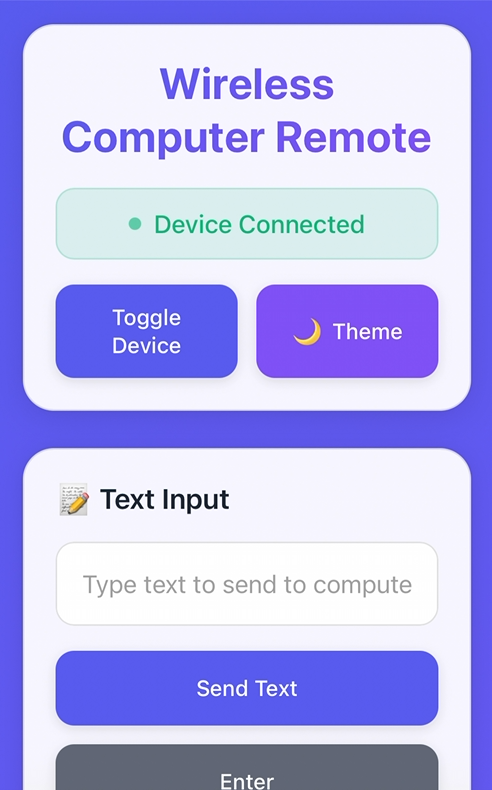 Wireless
Computer Remote
Device Connected
Toggle
Device
Theme
Text Input
Type text to send to compute
Send Text
Enter